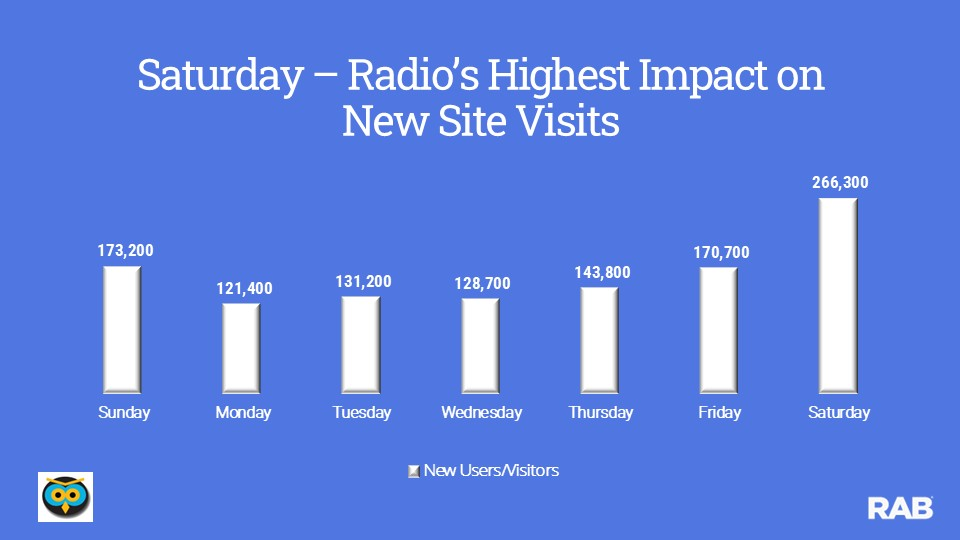 Saturday – Radio's Highest Impact on
New Site Visits
266,300
173,200
121,400
131,200
128,700
143,800
170,700
Sunday
Monday
Tuesday
Wednesday
Thursday
Friday
Saturday
New Users/Visitors
RAB